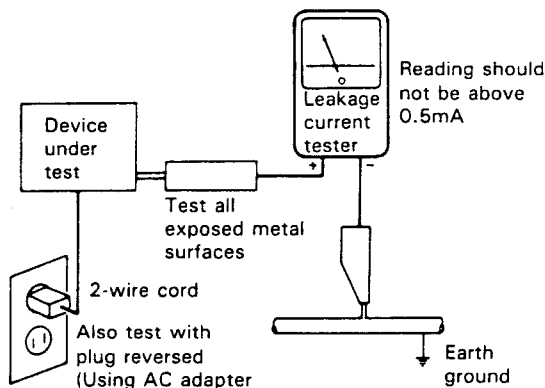 Device
under
test
Leakage
current
tester
+
-
Reading should
not be above
0.5mA
Test all
exposed metal
surfaces
2-wire cord
Also test with
plug reversed
(Using AC adapter
Earth
ground